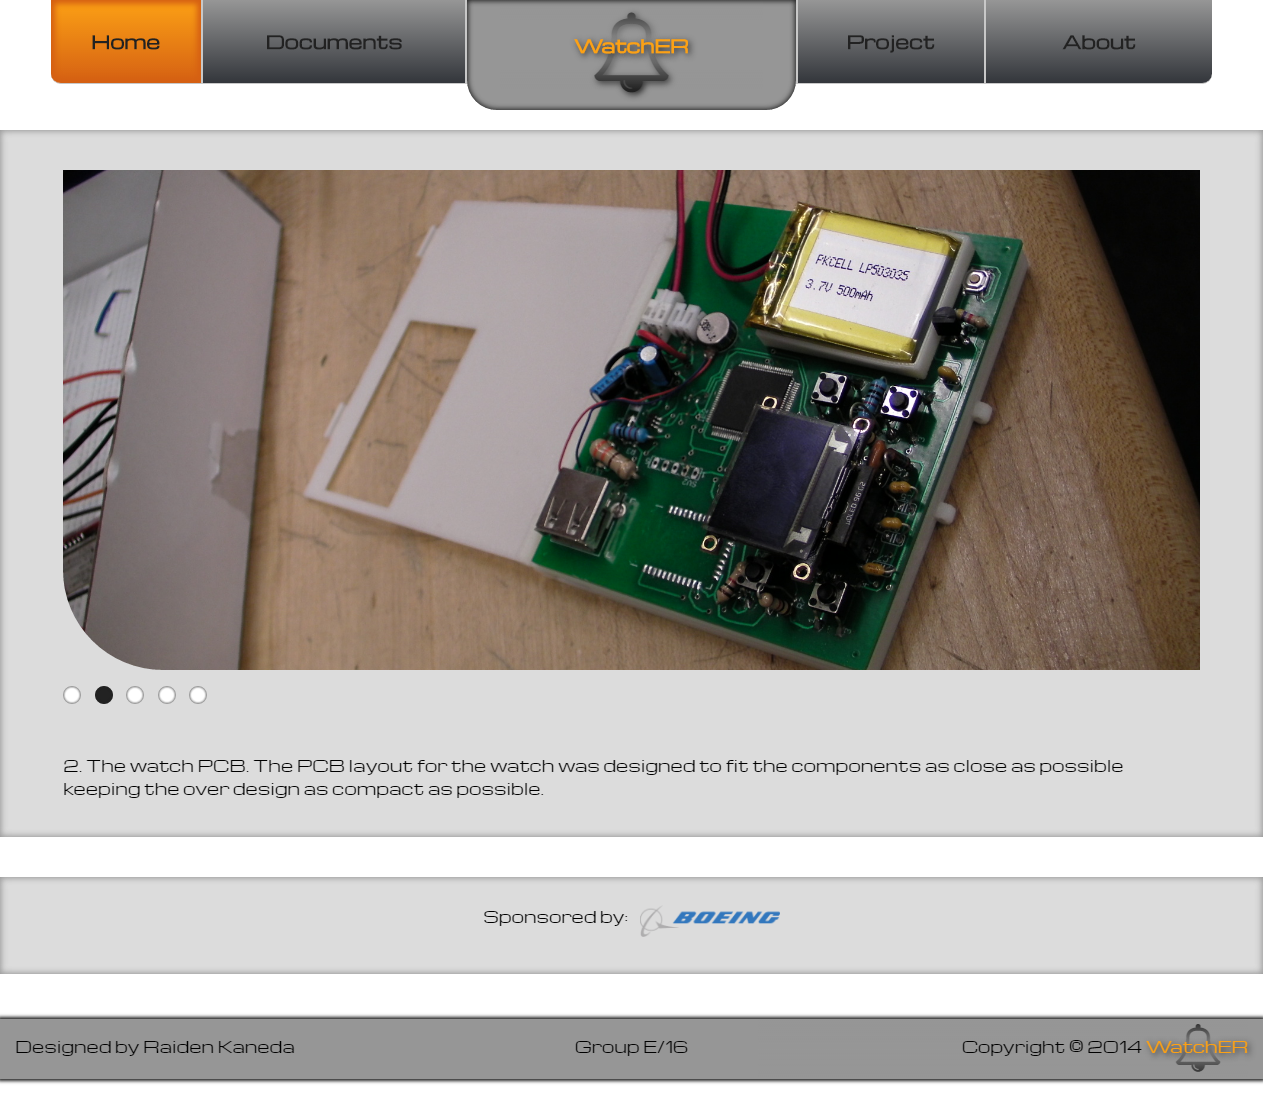 Home
Documents
WatchER
Project
About
PKCELL LP503035
3.7V 500mAh
2. The watch PCB. The PCB layout for the watch was designed to fit the components as close as possible
keeping the over design as compact as possible.
Sponsored by: BOEING
Designed by Raiden Kaneda
Group E/16
Copyright © 2014 WatchER